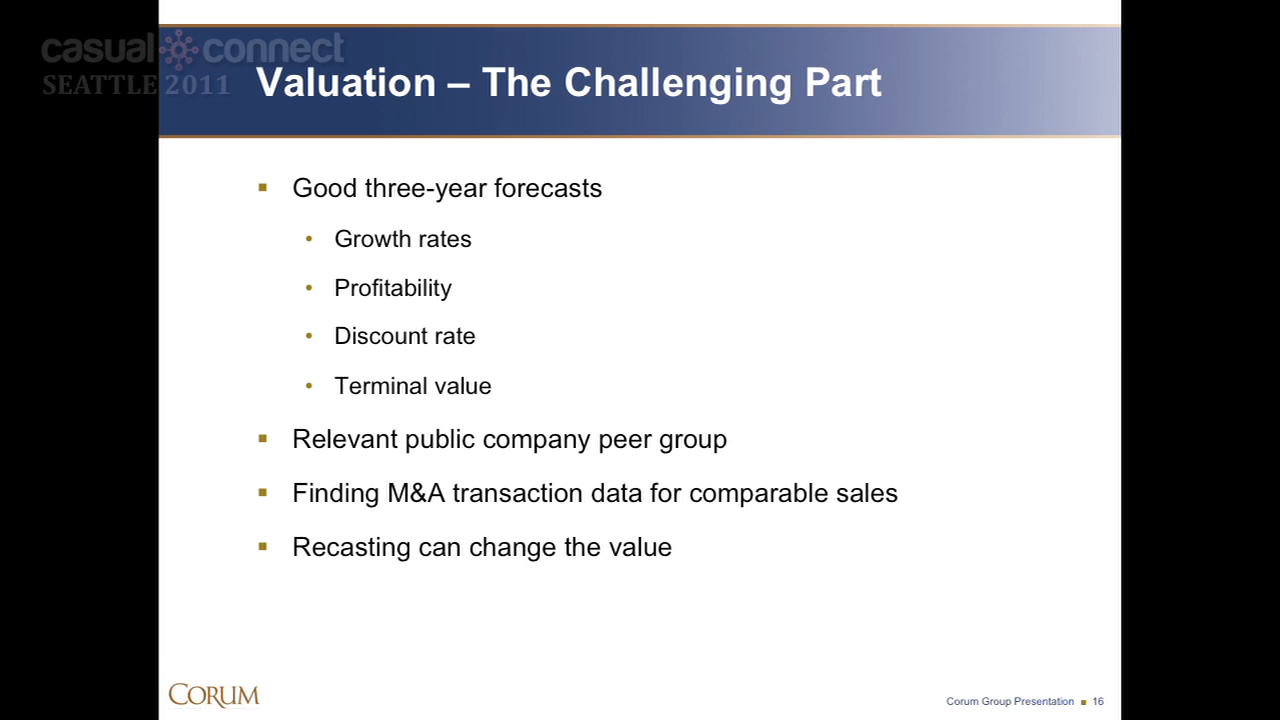 casual connect
SEATTLE 2011
Valuation – The Challenging Part
Good three-year forecasts
Growth rates
Profitability
Discount rate
Terminal value
Relevant public company peer group
Finding M&A transaction data for comparable sales
Recasting can change the value
CORUM
Corum Group Presentation 16